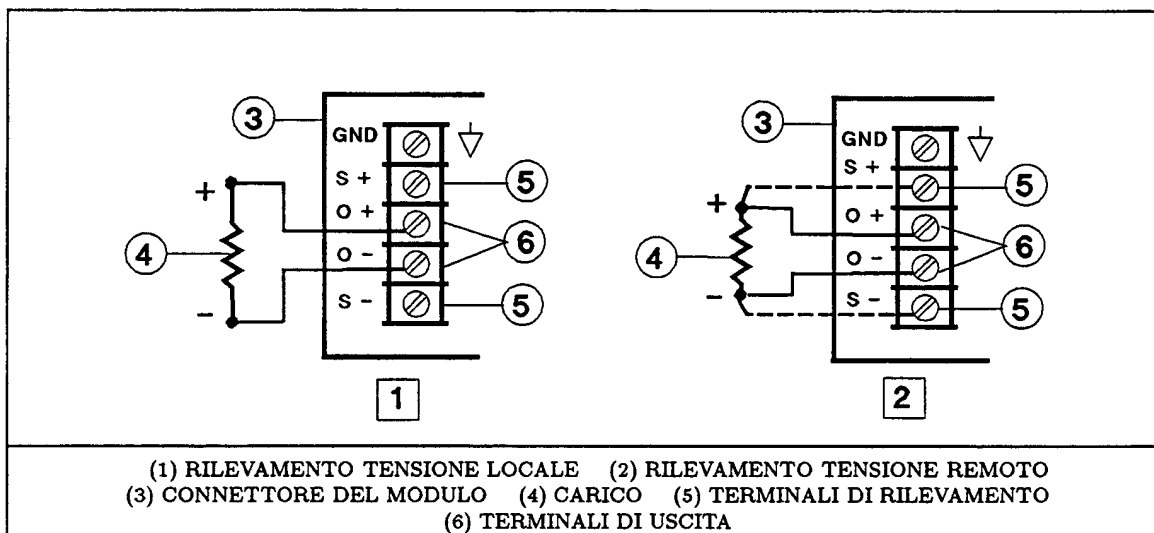 3
GND
S +
5
+
O +
4
6
O -
-
S -
5
1
3
GND
S +
5
+
O +
4
6
O -
-
S -
5
2
(1) RILEVAMENTO TENSIONE LOCALE (2) RILEVAMENTO TENSIONE REMOTO
(3) CONNETTORE DEL MODULO (4) CARICO (5) TERMINALI DI RILEVAMENTO
(6) TERMINALI DI USCITA